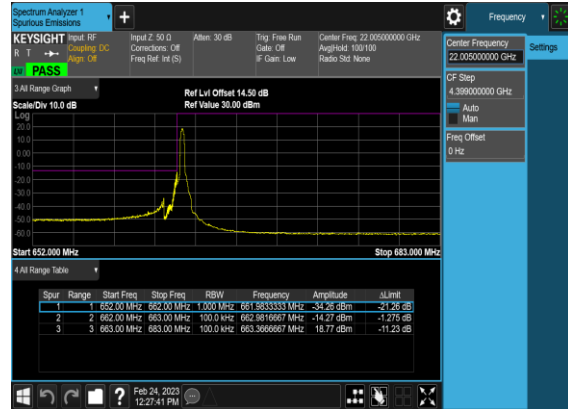 Spectrum Analyzer 1
Spurious Emissions
+
Frequency
KEYSIGHT Input: RF Input Z: 50 Ω Atten: 30 dB Trig: Free Run Center Freq: 22.005000000 GHz
R T Coupling: DC Corrections: Off Gate: Off Avg|Hold: 100/100
Align: Off Freq Ref: Int (S) IF Gain: Low Radio Std: None
PASS
Center Frequency
22.005000000 GHz
Settings
CF Step
4.399000000 GHz
Auto
Man
Freq Offset
0 Hz
3 All Range Graph
Ref Lvl Offset 14.50 dB
Scale/Div 10.0 dB Ref Value 30.00 dBm
Log
20.0
10.0
0.00
-10.0
-20.0
-30.0
-40.0
-50.0
-60.0
Start 652.000 MHz Stop 683.000 MHz
4 All Range Table
Spur Range Start Freq Stop Freq RBW Frequency Amplitude ΔLimit
1 1 652.00 MHz 662.00 MHz 1.000 MHz 661.9833333 MHz -34.26 dBm -21.26 dB
2 2 662.00 MHz 663.00 MHz 100.0 kHz 662.9816667 MHz -14.27 dBm -1.275 dB
3 3 663.00 MHz 683.00 MHz 100.0 kHz 663.3666667 MHz 18.77 dBm -11.23 dB
?
Feb 24, 2023
12:27:41 PM